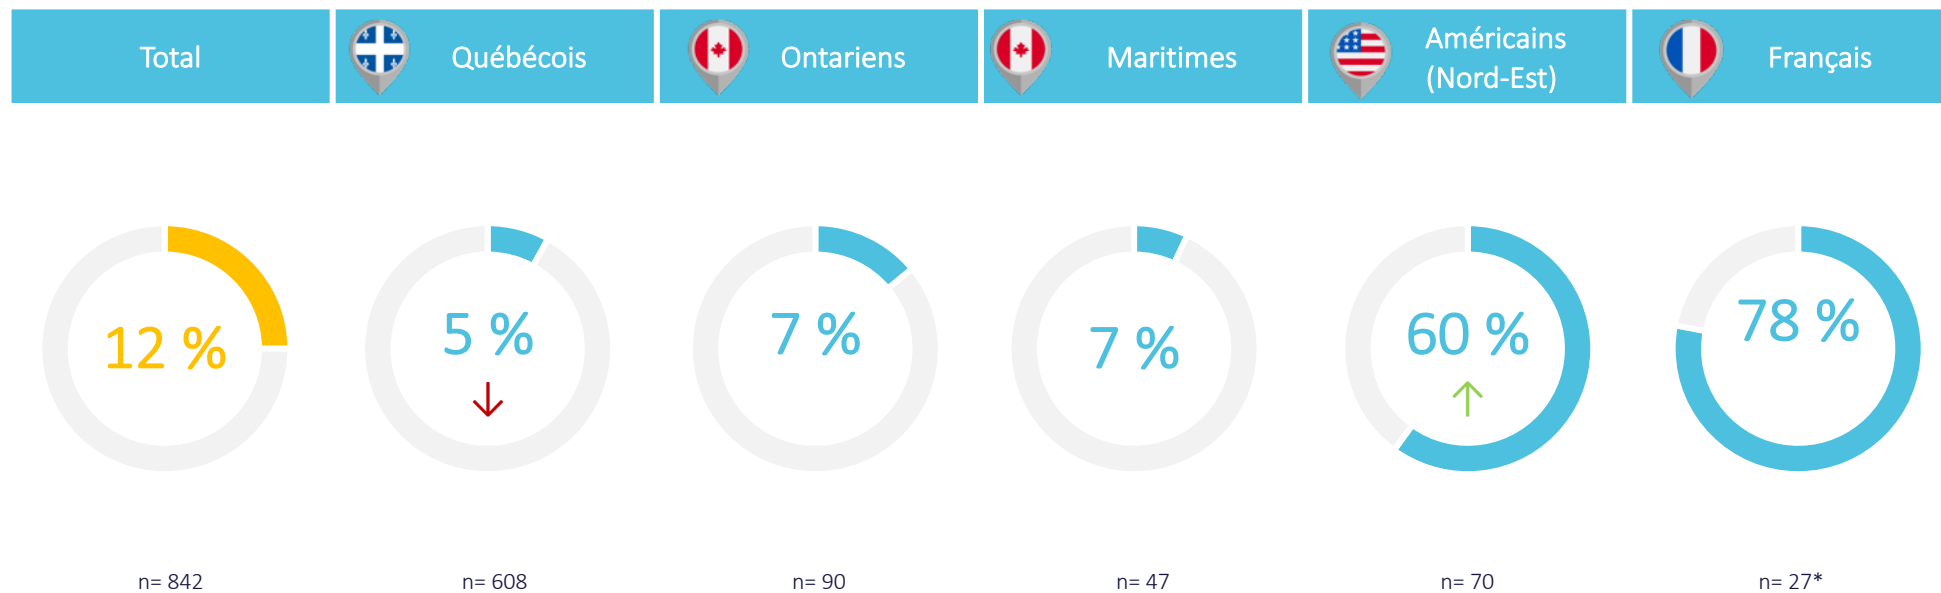 Total
Québécois
Ontariens
Maritimes
Américains
(Nord-Est)
Français
12 %
5 %
7 %
7 %
60 %
78 %
n= 842
n= 608
n= 90
n= 47
n= 70
n= 27*